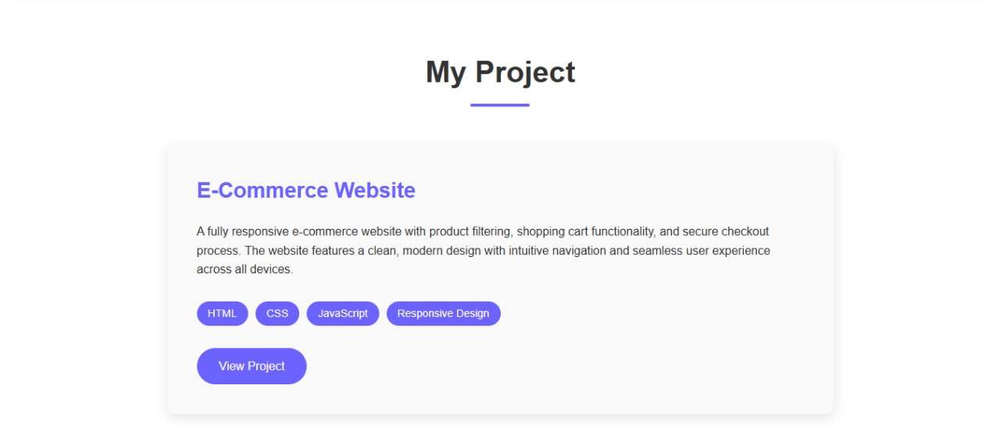 My Project
E-Commerce Website
A fully responsive e-commerce website with product filtering, shopping cart functionality, and secure checkout
process. The website features a clean, modern design with intuitive navigation and seamless user experience
across all devices.
HTML CSS JavaScript Responsive Design
View Project